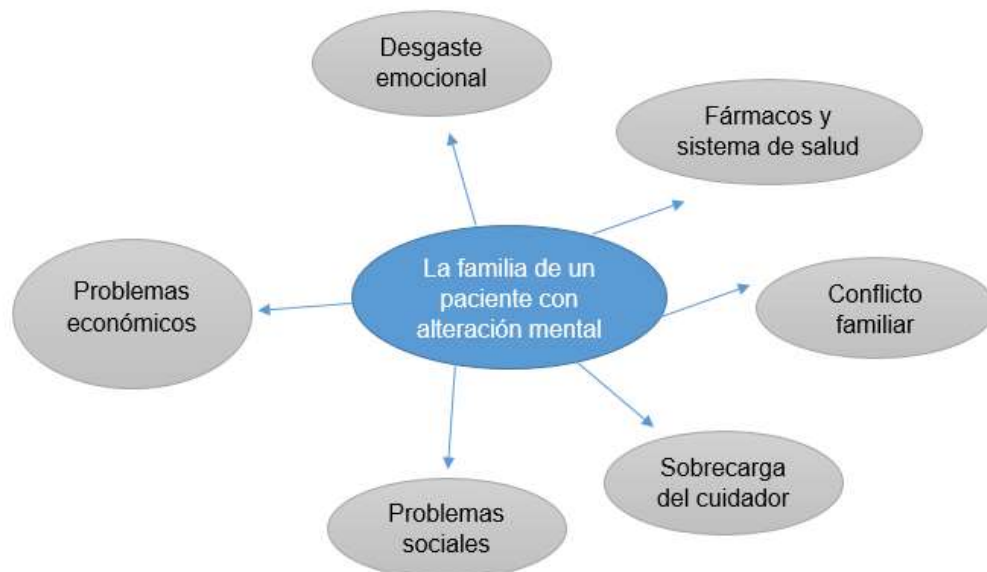 Desgaste
emocional
Fármacos y
sistema de salud
La familia de un
paciente con
alteración mental
Problemas
económicos
Conflicto
familiar
Sobrecarga
del cuidador
Problemas
sociales